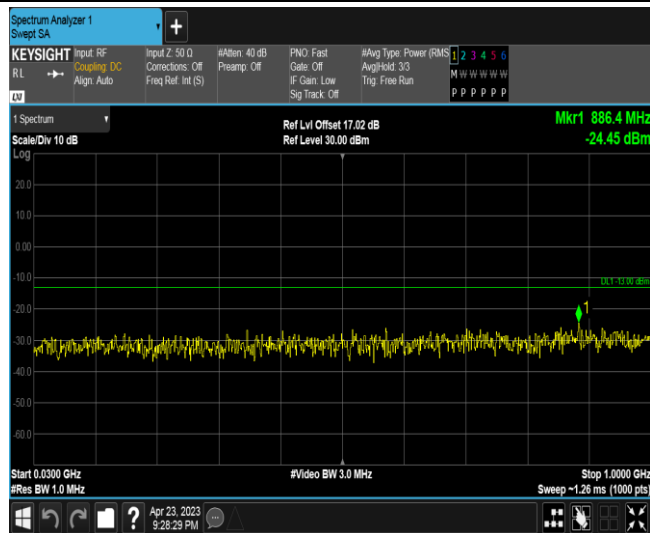 Spectrum Analyzer 1
Swept SA
+
KEYSIGHT
RL
LXI
Input: RF
Coupling: DC
Align: Auto
Input Z: 50 Ω
Corrections: Off
Freq Ref: Int (S)
#Atten: 40 dB
Preamp: Off
PNO: Fast
Gate: Off
IF Gain: Low
Sig Track: Off
#Avg Type: Power (RMS
Avg|Hold: 3/3
Trig: Free Run
1 2 3 4 5 6
M W W W W W
P P P P P P
1 Spectrum
Scale/Div 10 dB
Log
Ref Lvl Offset 17.02 dB
Ref Level 30.00 dBm
Mkr1 886.4 MHz
-24.45 dBm
20.0
10.0
0.00
-10.0
DL1 -13.00 dBm
-20.0
1
-30.0
-40.0
-50.0
-60.0
Start 0.0300 GHz
#Res BW 1.0 MHz
#Video BW 3.0 MHz
Stop 1.0000 GHz
Sweep ~1.26 ms (1000 pts)
?
Apr 23, 2023
9:28:29 PM